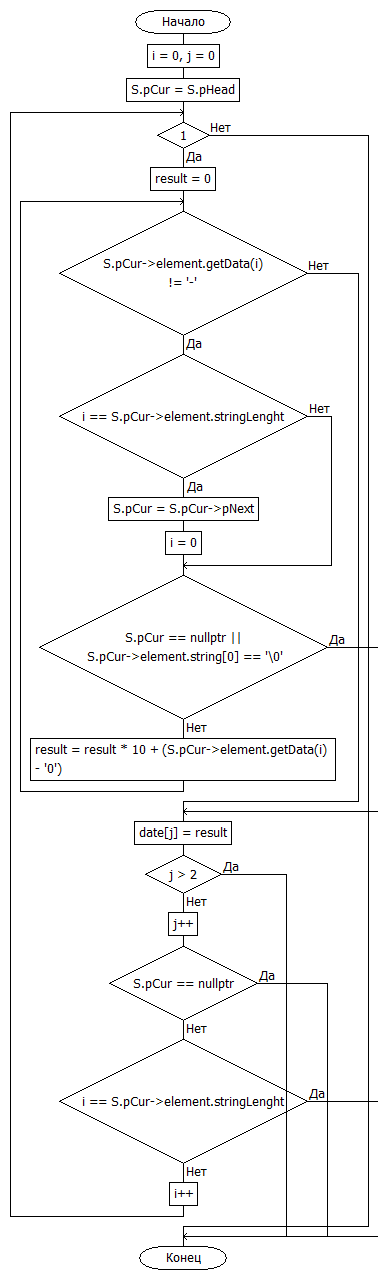 Начало
i = 0, j = 0
S.pCur = S.pHead
Нет
1
Да
result = 0
S.pCur->element.getData(i)
!= '-'
Нет
Да
i == S.pCur->element.stringLenght
Нет
Да
S.pCur = S.pCur->pNext
i = 0
S.pCur == nullptr ||
S.pCur->element.string[0] == '\0'
Да
Нет
result = result * 10 + (S.pCur->element.getData(i)
- '0')
date[j] = result
j > 2
Да
Нет
j++
S.pCur == nullptr
Да
Нет
i == S.pCur->element.stringLenght
Да
Нет
i++
Конец